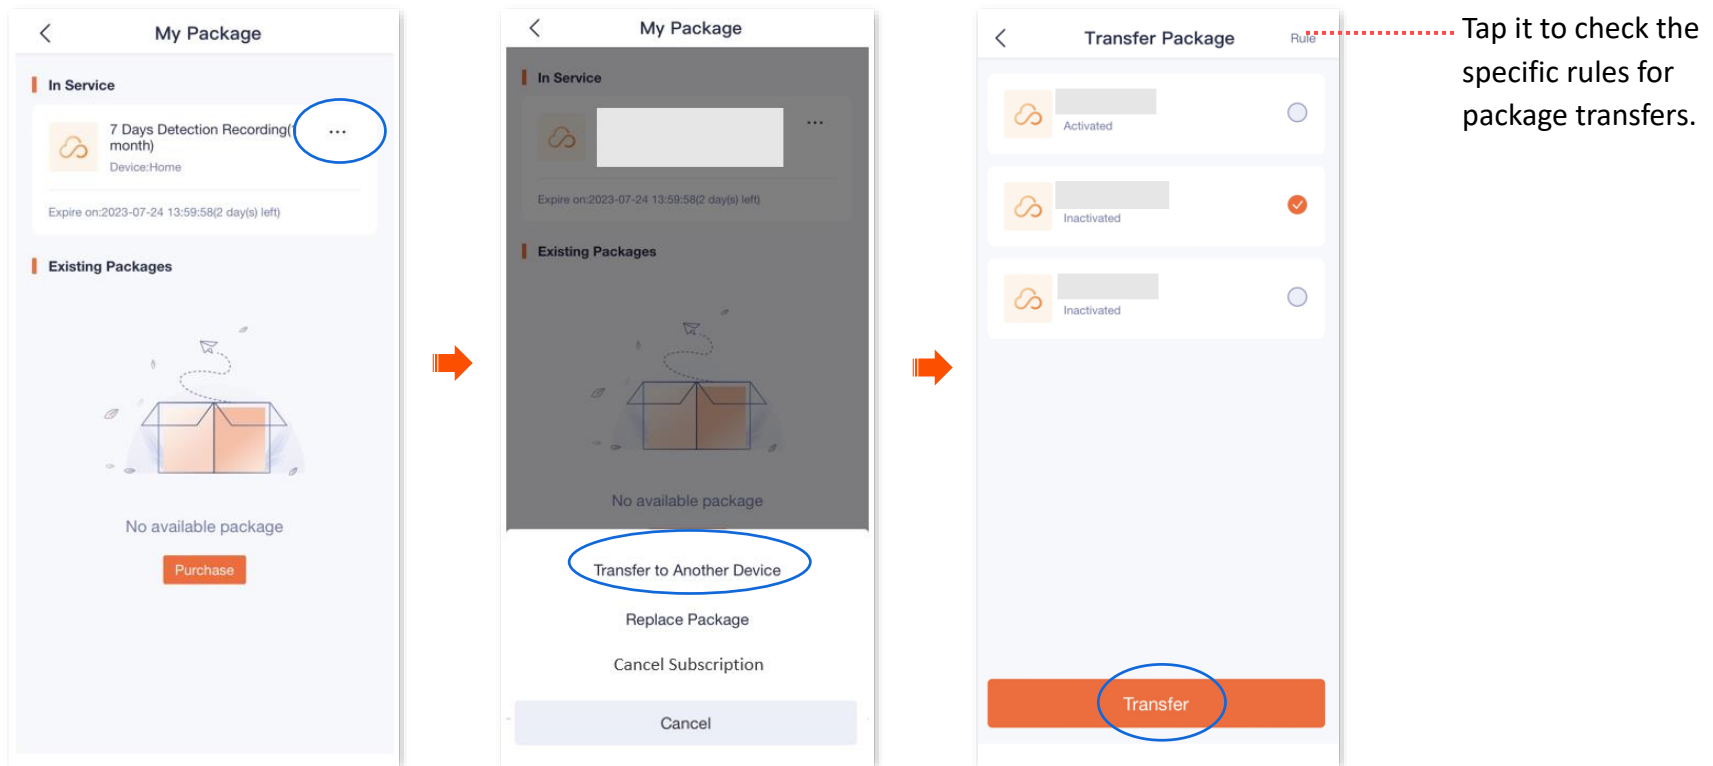 My Package
In Service
7 Days Detection Recording(
month)
...
Device:Home
Expire on:2023-07-24 13:59:58(2 day(s) left)
Existing Packages
No available package
Purchase
My Package
In Service
...
Expire on:2023-07-24 13:59:58(2 day(s) left)
Existing Packages
No available package
Transfer to Another Device
Replace Package
Cancel Subscription
Cancel
Transfer Package
Rule
Activated
Inactivated
Inactivated
Transfer
Tap it to check the
specific rules for
package transfers.